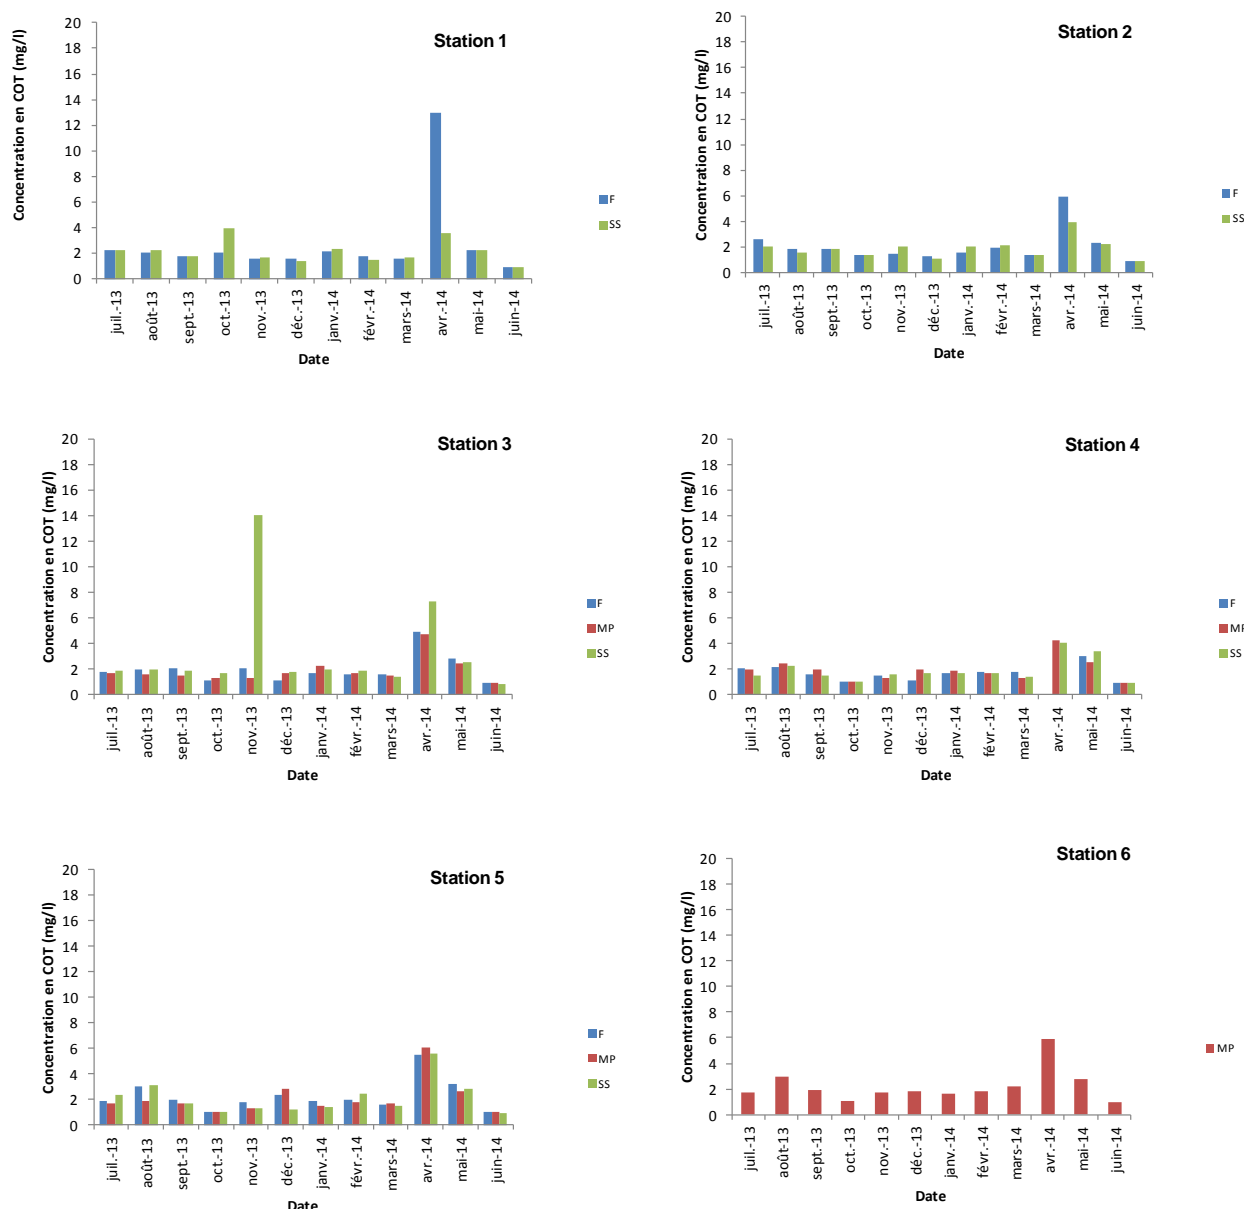 Station 1
Concentration en COT (mg/l)
20
18
16
14
12
10
8
6
4
2
0
juil.-13
août-13
sept.-13
oct.-13
nov.-13
déc.-13
janv.-14
févr.-14
mars-14
avr.-14
mai-14
juin-14
Date
F
SS
Station 2
Concentration en COT (mg/l)
20
18
16
14
12
10
8
6
4
2
0
juil.-13
août-13
sept.-13
oct.-13
nov.-13
déc.-13
janv.-14
févr.-14
mars-14
avr.-14
mai-14
juin-14
Date
F
SS
Station 3
Concentration en COT (mg/l)
20
18
16
14
12
10
8
6
4
2
0
juil.-13
août-13
sept.-13
oct.-13
nov.-13
déc.-13
janv.-14
févr.-14
mars-14
avr.-14
mai-14
juin-14
Date
F
MP
SS
Station 4
Concentration en COT (mg/l)
20
18
16
14
12
10
8
6
4
2
0
juil.-13
août-13
sept.-13
oct.-13
nov.-13
déc.-13
janv.-14
févr.-14
mars-14
avr.-14
mai-14
juin-14
Date
F
MP
SS
Station 5
Concentration en COT (mg/l)
20
18
16
14
12
10
8
6
4
2
0
juil.-13
août-13
sept.-13
oct.-13
nov.-13
déc.-13
janv.-14
févr.-14
mars-14
avr.-14
mai-14
juin-14
Date
F
MP
SS
Station 6
Concentration en COT (mg/l)
20
18
16
14
12
10
8
6
4
2
0
juil.-13
août-13
sept.-13
oct.-13
nov.-13
déc.-13
janv.-14
févr.-14
mars-14
avr.-14
mai-14
juin-14
Date
MP